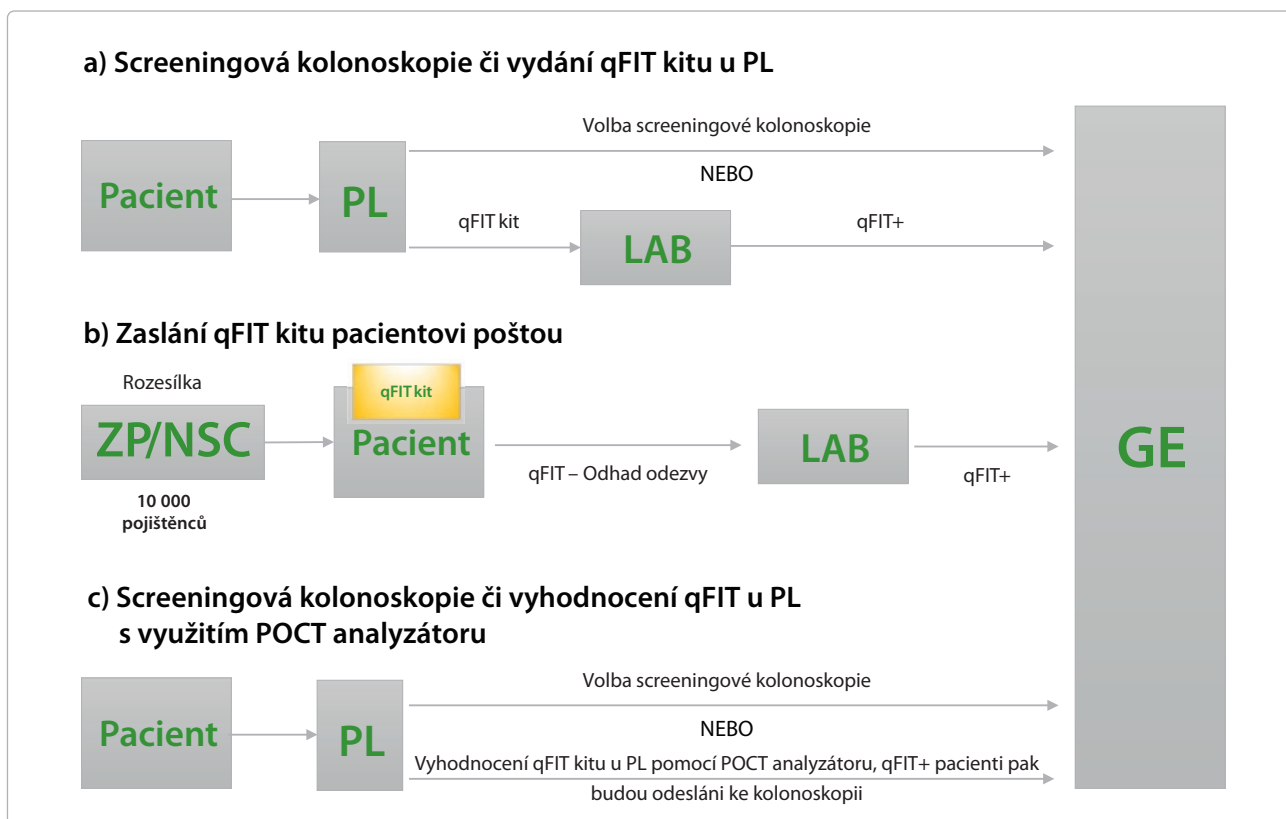 a) Screeningová kolonoskopie či vydání qFIT kitu u PL
Volba screeningové kolonoskopie
Pacient
PL
NEBO
qFIT kit
LAB
qFIT+
b) Zaslání qFIT kitu pacientovi poštou
Rozesílka
qFIT kit
ZP/NSC
Pacient
LAB
GE
qFIT – Odhad odezvy
qFIT+
10 000
pojištěnců
c) Screeningová kolonoskopie či vyhodnocení qFIT u PL
s využitím POCT analyzátoru
Volba screeningové kolonoskopie
Pacient
PL
NEBO
Vyhodnocení qFIT kitu u PL pomocí POCT analyzátoru, qFIT+ pacienti pak
budou odesláni ke kolonoskopii